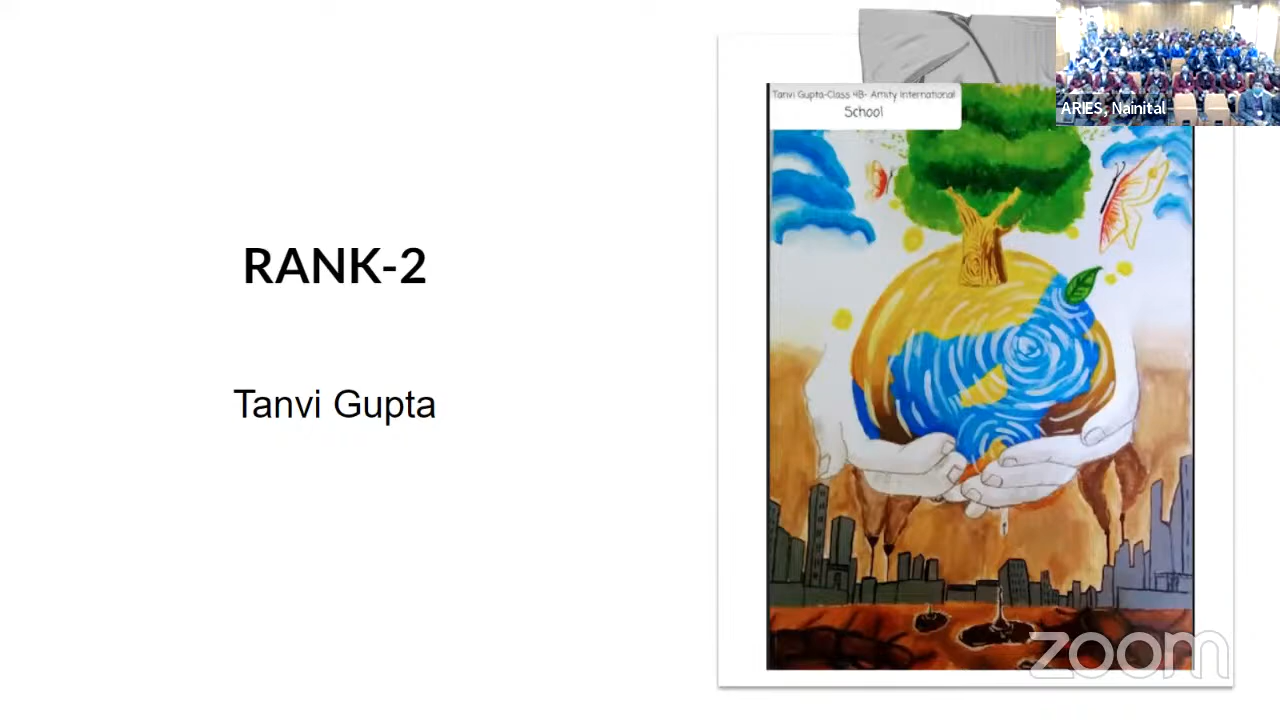 RANK-2
Tanvi Gupta
Tanvi Gupta-Class 4B- Amity International
School
ARIES, Nainital
zoom